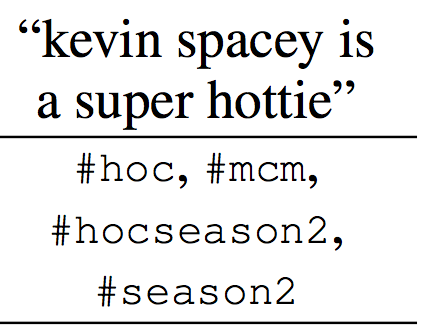 “kevin spacey is
a super hottie”
#hoc, #mcm,
#hocseason2,
#season2